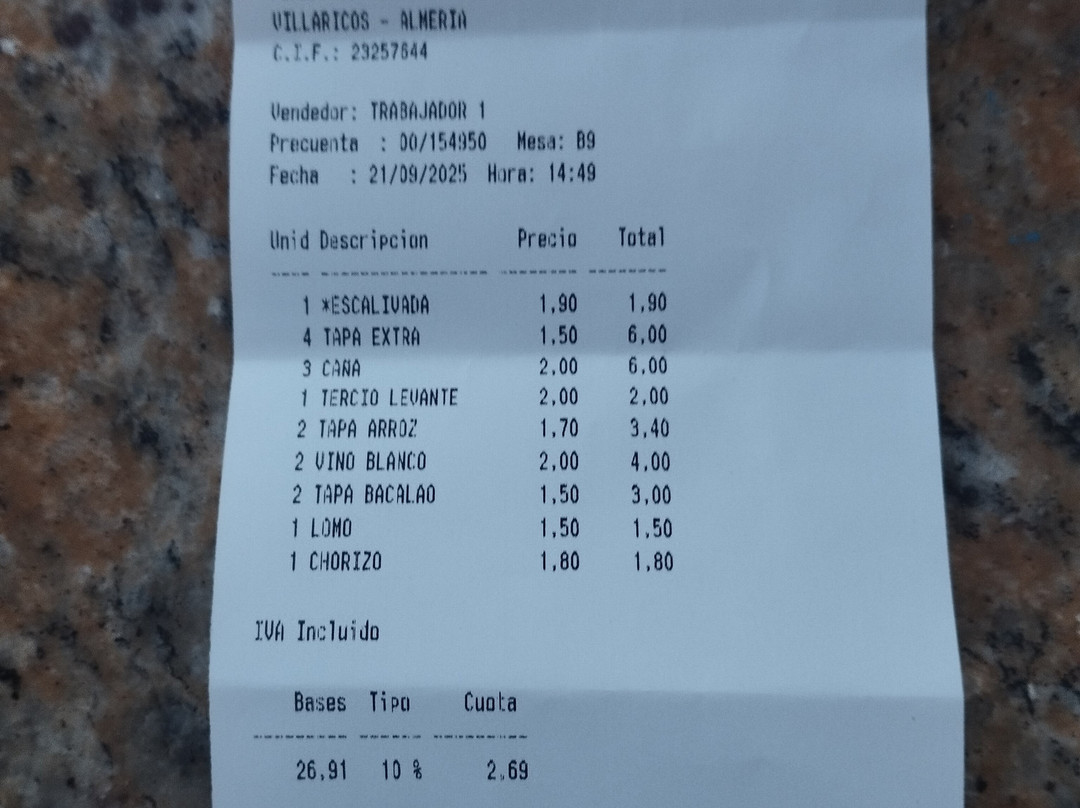 VILLARICOS - ALMERIA
C.I.F.: 23257644
Vendedor: TRABAJADOR 1
Precuenta : 00/154950 Mesa: B9
Fecha : 21/09/2025 Hora: 14:49
Unid Descripcion Precio Total
1 *ESCALIVADA 1,90 1,90
4 TAPA EXTRA 1,50 6,00
3 CAÑA 2,00 6,00
1 TERCIO LEVANTE 2,00 2,00
2 TAPA ARROZ 1,70 3,40
2 VINO BLANCO 2,00 4,00
2 TAPA BACALAO 1,50 3,00
1 LOMO 1,50 1,50
1 CHORIZO 1,80 1,80
IVA Incluido
Bases Tipo Cuota
26,91 10 % 2,69